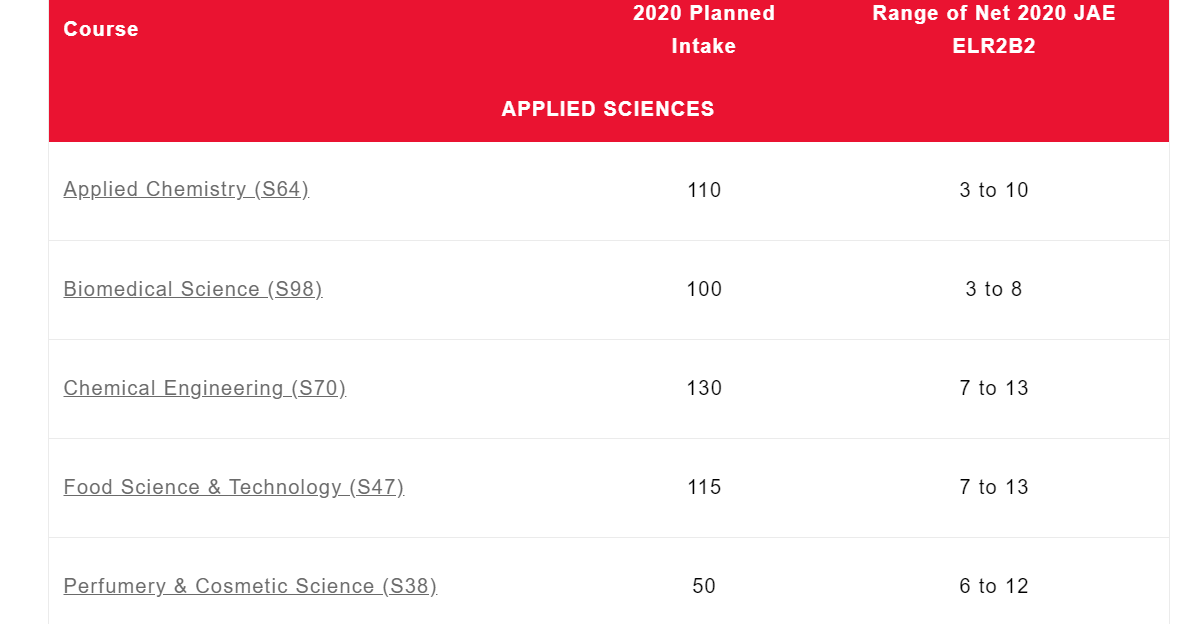 Course
2020 Planned Intake
Range of Net 2020 JAE ELR2B2
APPLIED SCIENCES
Applied Chemistry (S64) 110 3 to 10
Biomedical Science (S98) 100 3 to 8
Chemical Engineering (S70) 130 7 to 13
Food Science & Technology (S47) 115 7 to 13
Perfumery & Cosmetic Science (S38) 50 6 to 12